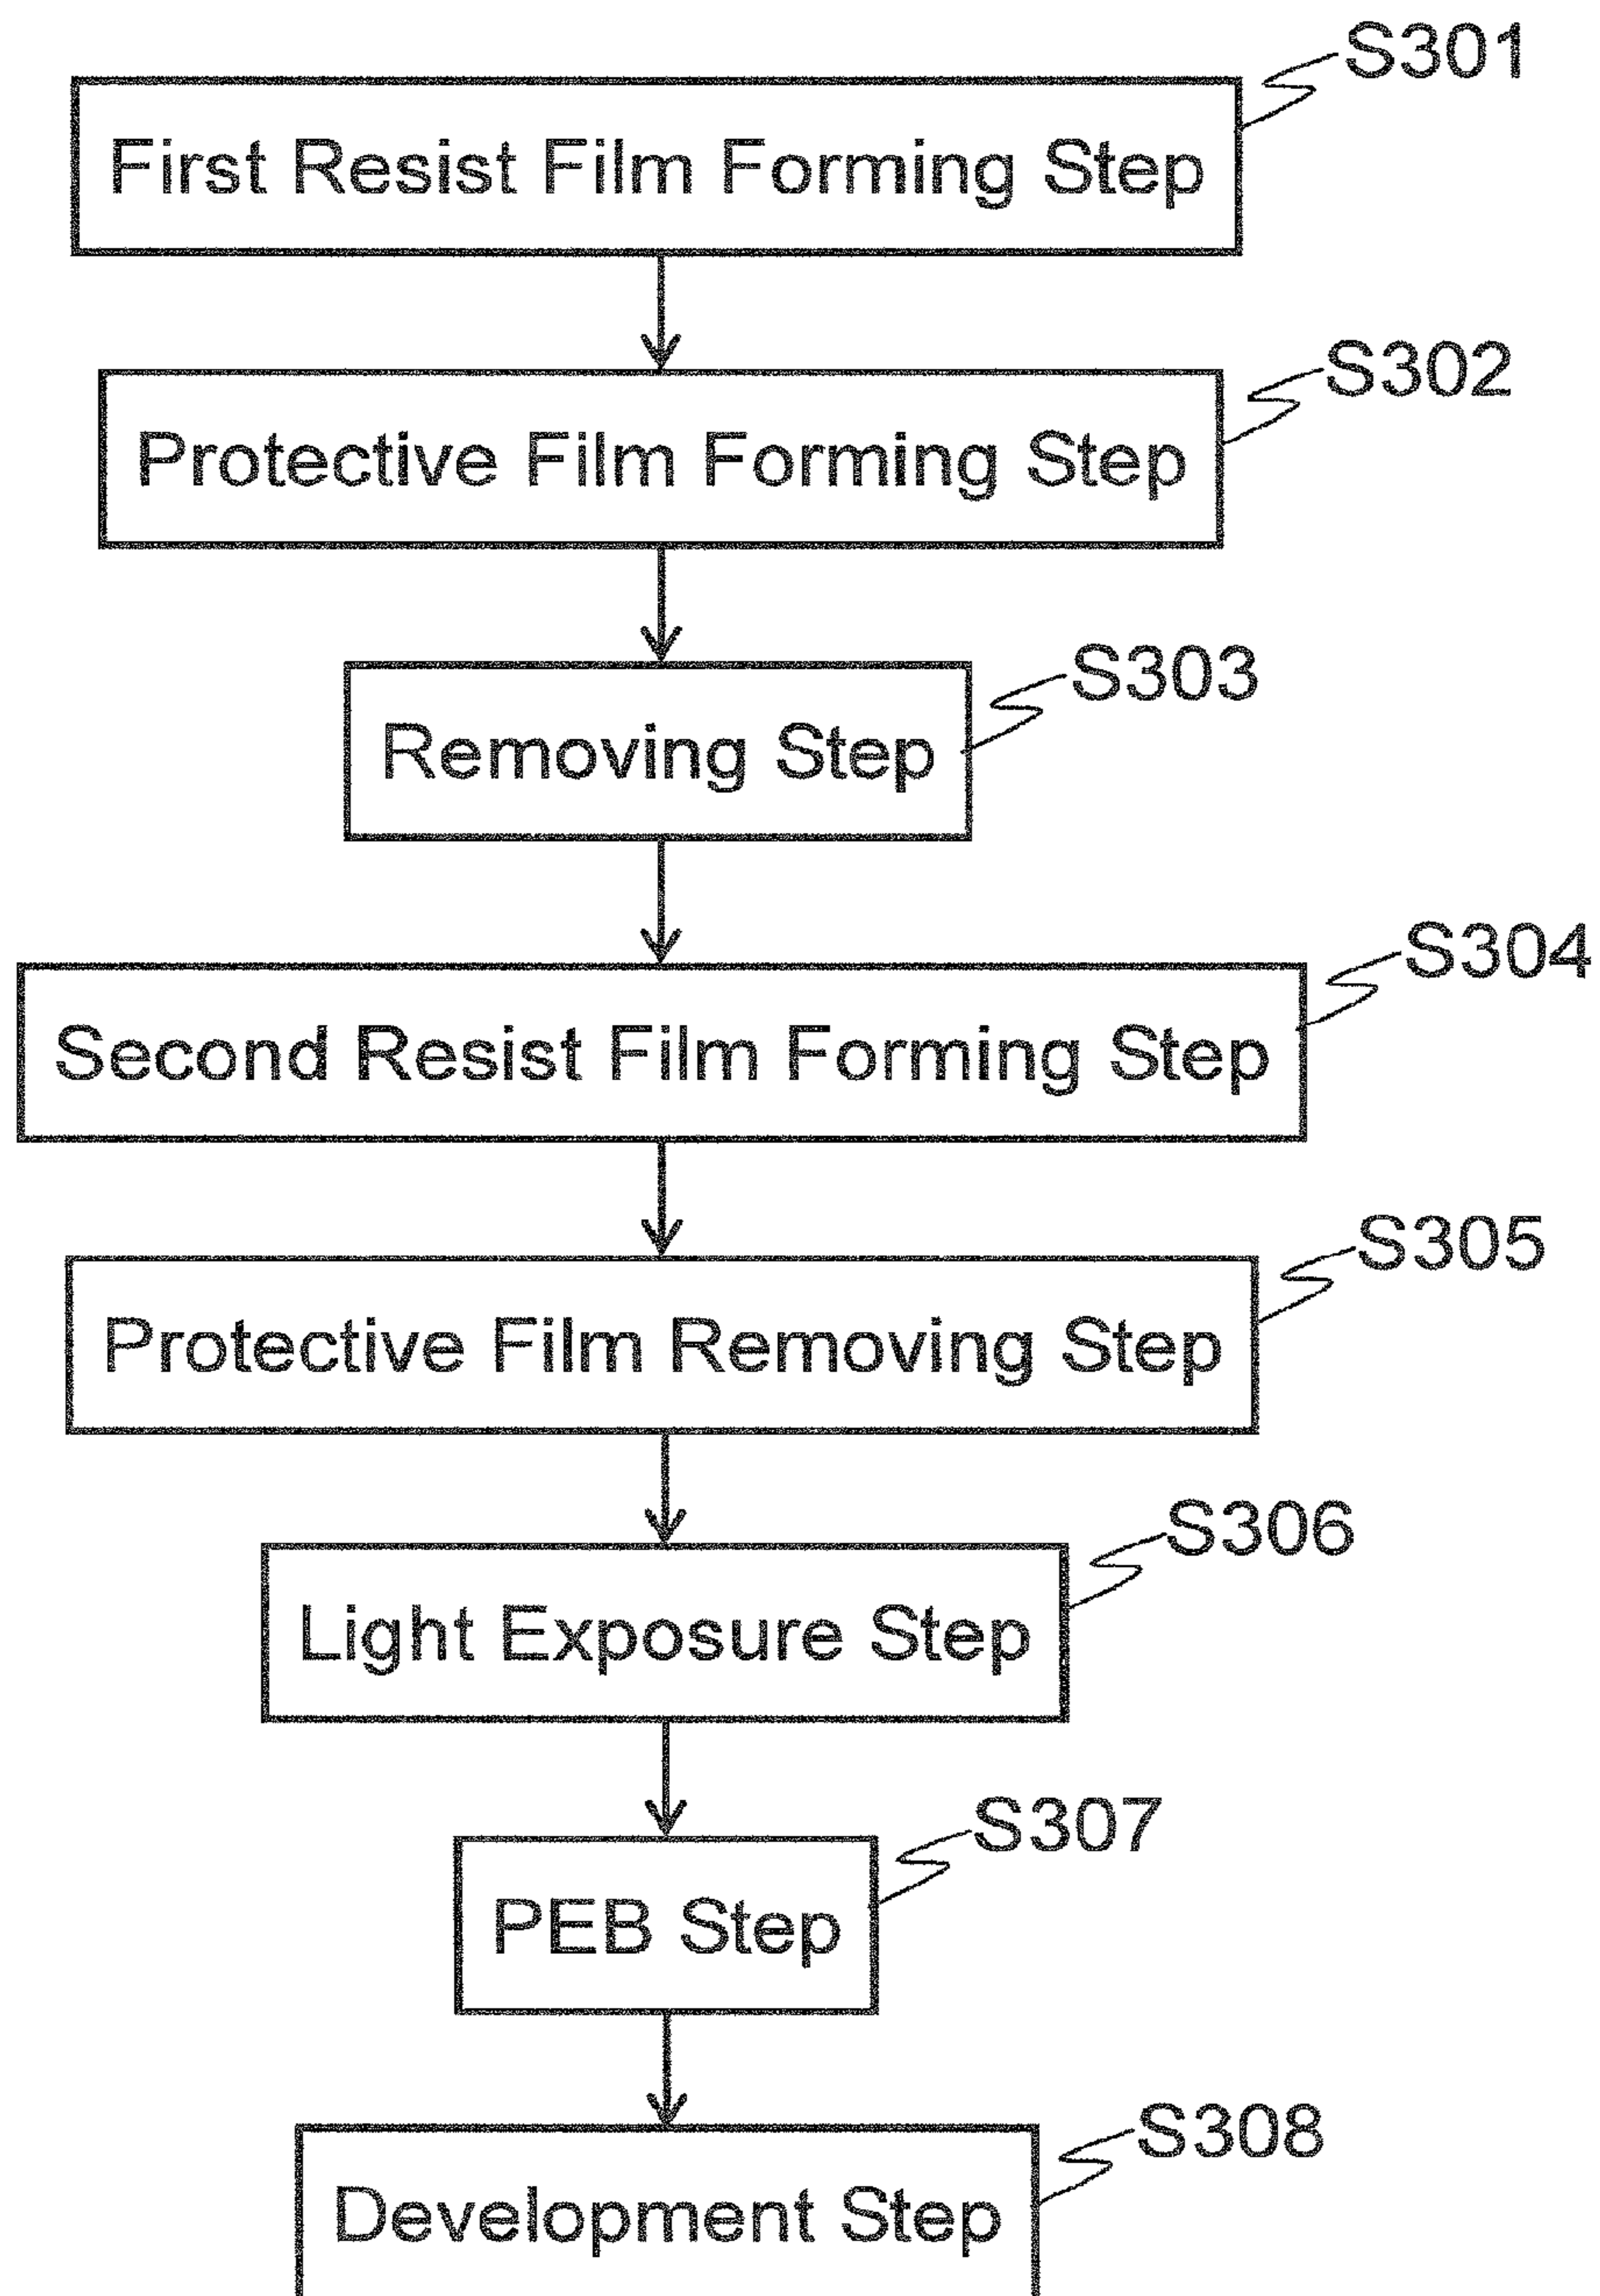 S301
First Resist Film Forming Step
S302
Protective Film Forming Step
S303
Removing Step
S304
Second Resist Film Forming Step
S305
Protective Film Removing Step
S306
Light Exposure Step
S307
PEB Step
S308
Development Step